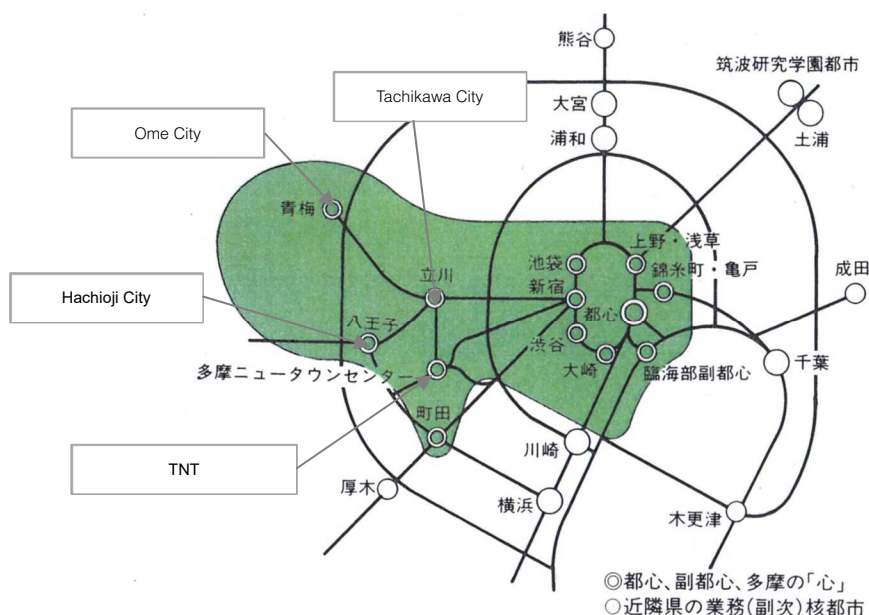 熊谷
筑波研究学園都市
Tachikawa City
大宮
Ome City
浦和
土浦
青梅
上野・浅草
池袋
錦糸町・亀戸
成田
立川
新宿
Hachioji City
都心
八王子
渋谷
大崎
臨海部副都心
千葉
多摩ニュータウンセンター
町田
川崎
TNT
厚木
横浜
木更津
◎都心、副都心、多摩の「心」
○近隣県の業務(副次)核都市